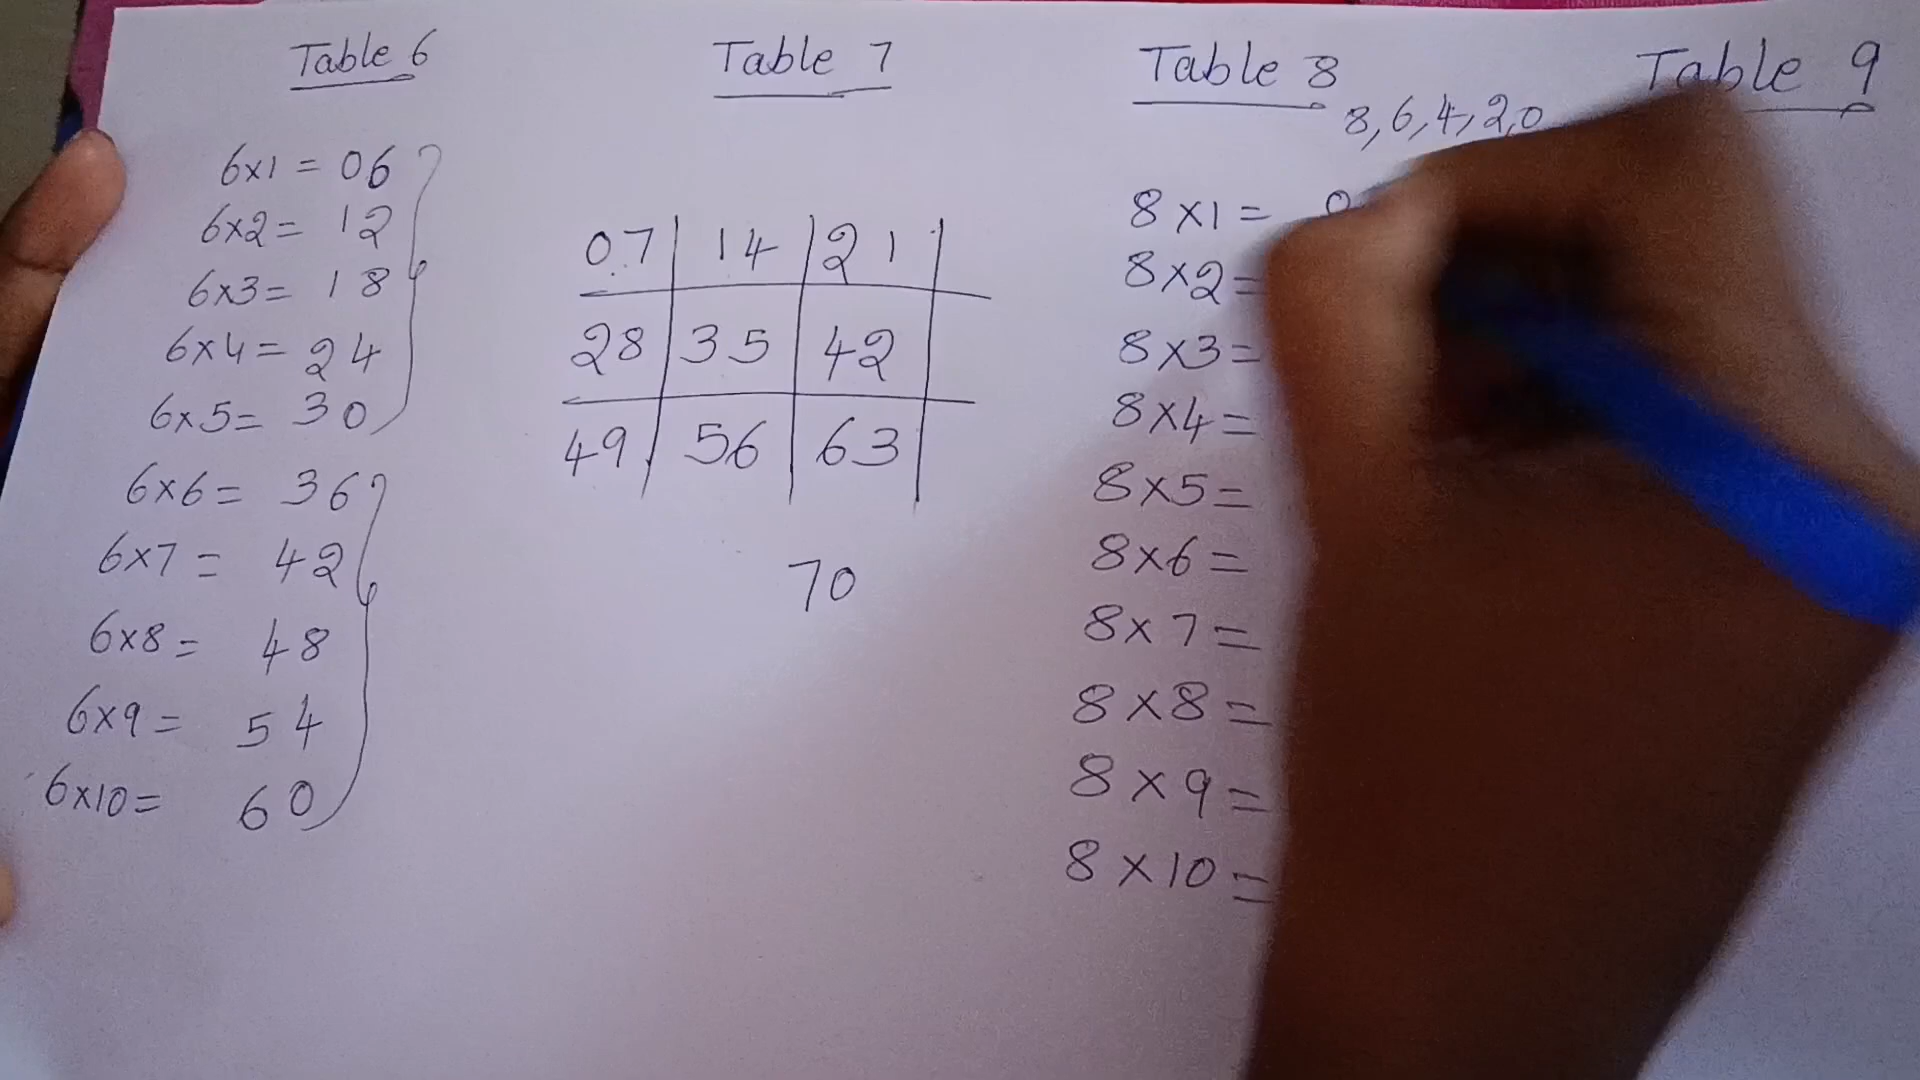 Table 6
6x1 = 06
6x2 = 12
6x3 = 18
6x4 = 24
6x5 = 30
6x6 = 36
6x7 = 42
6x8 = 48
6x9 = 54
6x10 = 60
Table 7
07 14 21
28 35 42
49 56 63
70
Table 8
8,6,4,2,0
8 x1 =
8x2=
8x3=
8x4=
8x5=
8x6=
8x7=
8x8=
8x9=
8x10=
Table 9